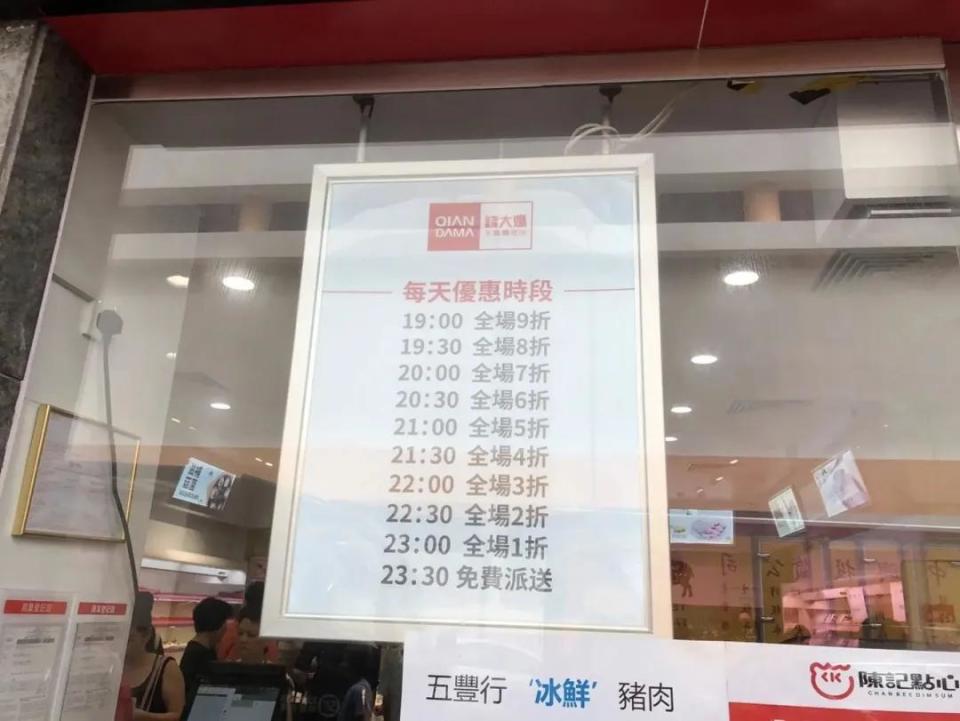 QIAN
DAMA
錢大媽
每天優惠時段
19:00 全場9折
19:30 全場8折
20:00 全場7折
20:30 全場6折
21:00 全場5折
21:30 全場4折
22:00 全場3折
22:30 全場2折
23:00 全場1折
23:30 免費派送
五豐行 '冰鮮' 豬肉
陳記點心
CHAN KEE DIM SUM